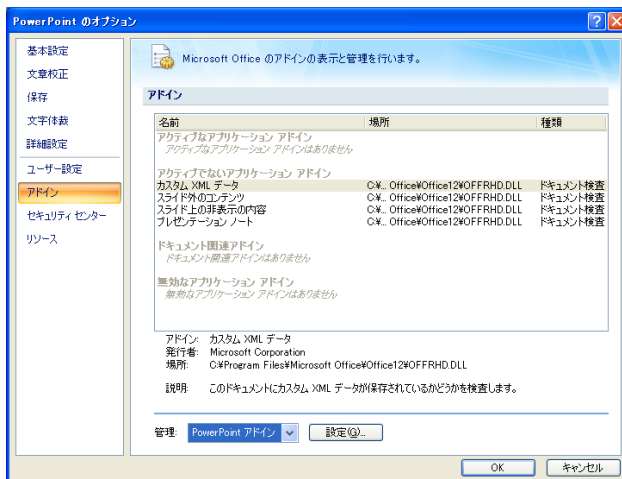 PowerPoint のオプション
基本設定
文章校正
保存
文字体裁
詳細設定
ユーザー設定
アドイン
セキュリティ センター
リソース
Microsoft Office のアドインの表示と管理を行います。
アドイン
名前 場所 種類
アクティブなアプリケーション アドイン
アクティブなアプリケーション アドインはありません
アクティブでないアプリケーション アドイン
カスタム XML データ C:¥... Office¥Office12¥OFFRHD.DLL ドキュメント検査
スライド外のコンテンツ C:¥... Office¥Office12¥OFFRHD.DLL ドキュメント検査
スライド上の非表示の内容 C:¥... Office¥Office12¥OFFRHD.DLL ドキュメント検査
プレゼンテーション ノート C:¥... Office¥Office12¥OFFRHD.DLL ドキュメント検査
ドキュメント関連アドイン
ドキュメント関連アドインはありません
無効なアプリケーション アドイン
無効なアプリケーション アドインはありません
アドイン: カスタム XML データ
発行者: Microsoft Corporation
場所: C:¥Program Files¥Microsoft Office¥Office12¥OFFRHD.DLL
説明: このドキュメントにカスタム XML データが保存されているかどうかを検査します。
管理: PowerPoint アドイン 設定(G)...
OK キャンセル